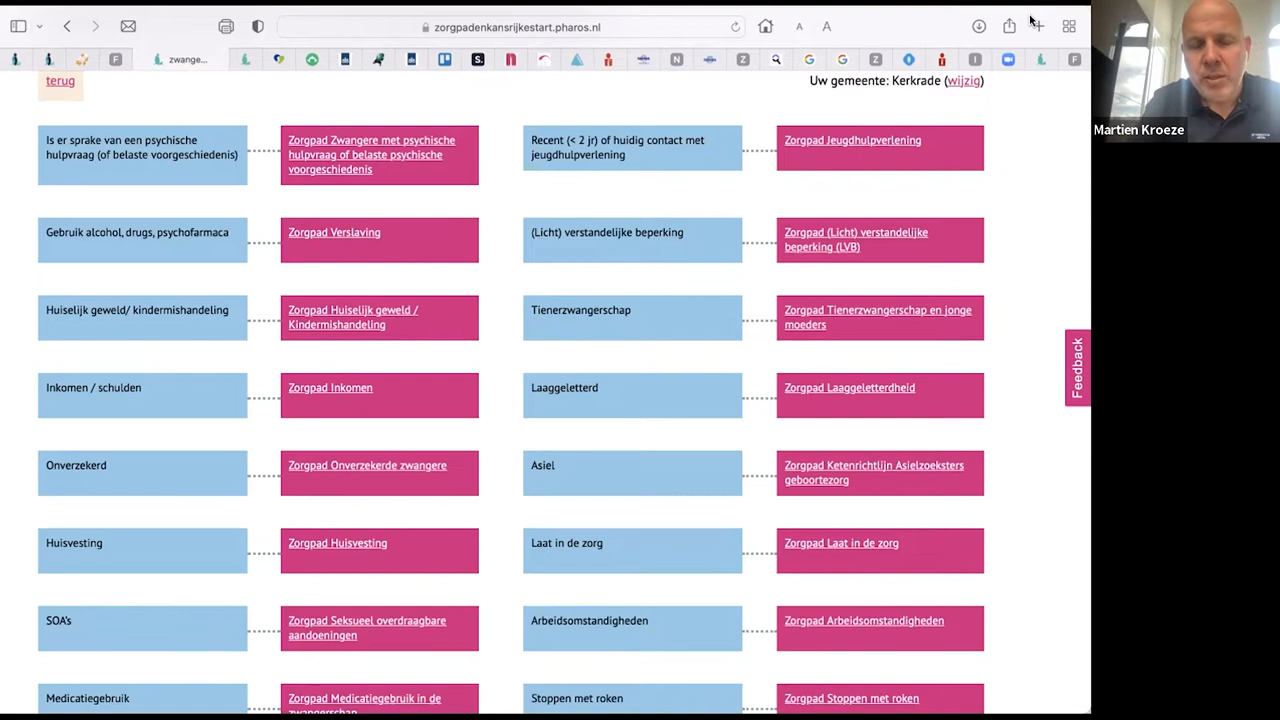 zorgpadenkansrijkestart.pharos.nl
A A
F
zwange...
S.
N
Z
G
G
Z
I
F
Martien Kroeze
terug
Uw gemeente: Kerkrade (wijzig)
Is er sprake van een psychische
hulpvraag (of belaste voorgeschiedenis)
Zorgpad Zwangere met psychische
hulpvraag of belaste psychische
voorgeschiedenis
Recent (< 2 jr) of huidig contact met
jeugdhulpverlening
Zorgpad Jeugdhulpverlening
Gebruik alcohol, drugs, psychofarmaca
Zorgpad Verslaving
(Licht) verstandelijke beperking
Zorgpad (Licht) verstandelijke
beperking (LVB)
Huiselijk geweld/ kindermishandeling
Zorgpad Huiselijk geweld /
Kindermishandeling
Tienerzwangerschap
Zorgpad Tienerzwangerschap en jonge
moeders
Feedback
Inkomen / schulden
Zorgpad Inkomen
Laaggeletterd
Zorgpad Laaggeletterdheid
Onverzekerd
Zorgpad Onverzekerde zwangere
Asiel
Zorgpad Ketenrichtlijn Asielzoeksters
geboortezorg
Huisvesting
Zorgpad Huisvesting
Laat in de zorg
Zorgpad Laat in de zorg
SOA's
Zorgpad Seksueel overdraagbare
aandoeningen
Arbeidsomstandigheden
Zorgpad Arbeidsomstandigheden
Medicatiegebruik
Zorgpad Medicatiegebruik in de
zwangerschap
Stoppen met roken
Zorgpad Stoppen met roken